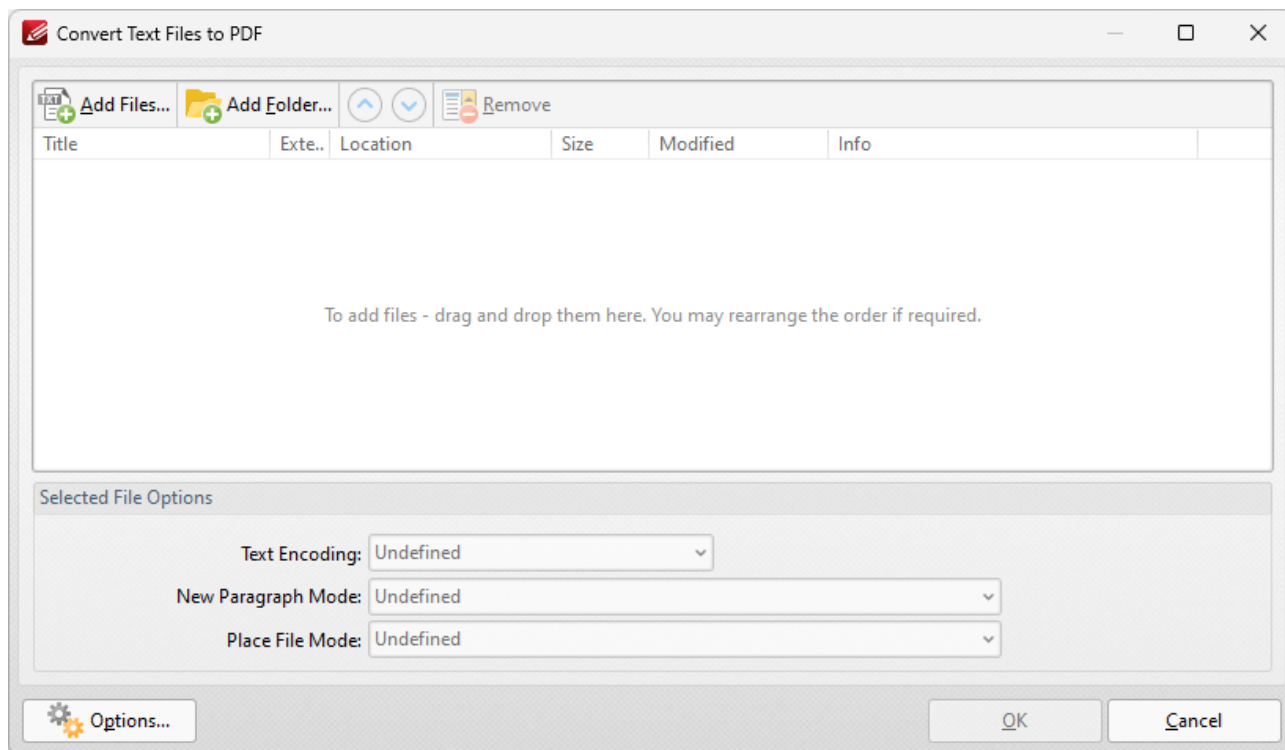 Convert Text Files to PDF
TXT Add Files... Add Folder... Remove
Title Exte.. Location Size Modified Info
To add files - drag and drop them here. You may rearrange the order if required.
Selected File Options
Text Encoding: Undefined
New Paragraph Mode: Undefined
Place File Mode: Undefined
Options... OK Cancel